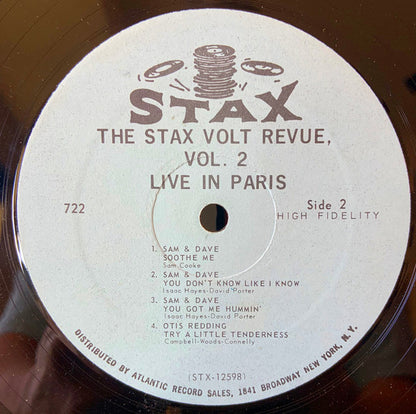 STAX
THE STAX VOLT REVUE,
VOL. 2
LIVE IN PARIS
722
Side 2
HIGH FIDELITY
1. SAM & DAVE
SOOTHE ME
Sam Cooke
2. SAM & DAVE
YOU DON'T KNOW LIKE I KNOW
Isaac Hayes-David Porter
3. SAM & DAVE
YOU GOT ME HUMMIN'
Isaac Hayes-David Porter
4. OTIS REDDING
TRY A LITTLE TENDERNESS
Campbell-Woods-Connelly
(STX-12598)
DISTRIBUTED BY ATLANTIC RECORD SALES, 1841 BROADWAY NEW YORK, N.Y.